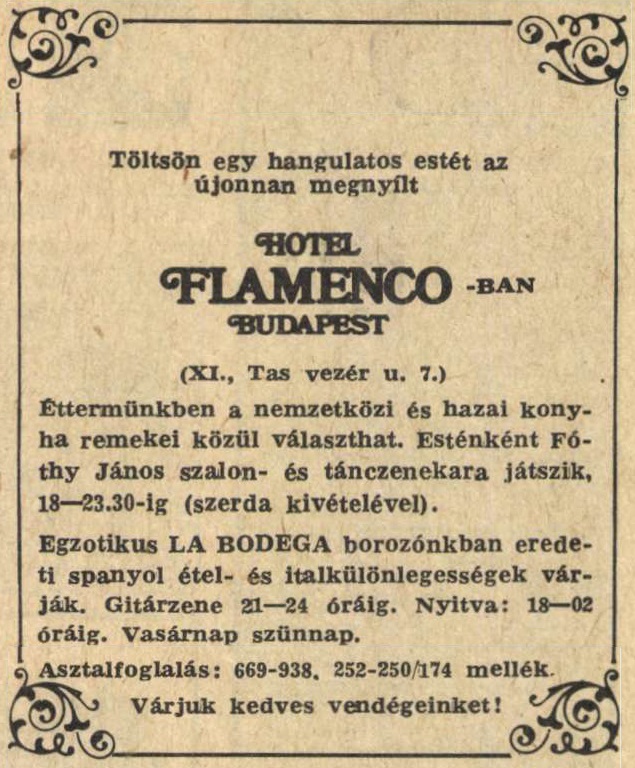 Töltsön egy hangulatos estét az
újonnan megnyílt
HOTEL
FLAMENCO -BAN
BUDAPEST
(XI., Tas vezér u. 7.)
Éttermünkben a nemzetközi és hazai kony-
ha remekei közül választhat. Esténként Fó-
thy János szalon- és tánczenekara játszik,
18—23.30-ig (szerda kivételével).
Egzotikus LA BODEGA borozónkban erede-
ti spanyol étel- és italkülönlegességek vár-
ják. Gitárzene 21—24 óráig. Nyitva: 18—02
óráig. Vasárnap szünnap.
Asztalfoglalás: 669-938, 252-250/174 mellék.
Várjuk kedves vendégeinket!